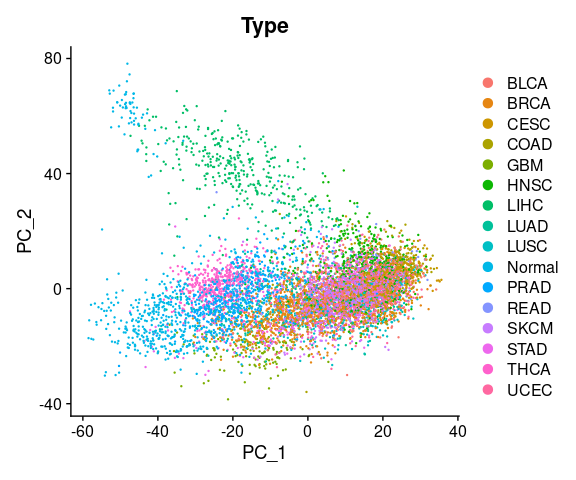 Type
80
40
0
-40
PC_2
-60
-40
-20
0
20
40
PC_1
BLCA
BRCA
CESC
COAD
GBM
HNSC
LIHC
LUAD
LUSC
Normal
PRAD
READ
SKCM
STAD
THCA
UCEC